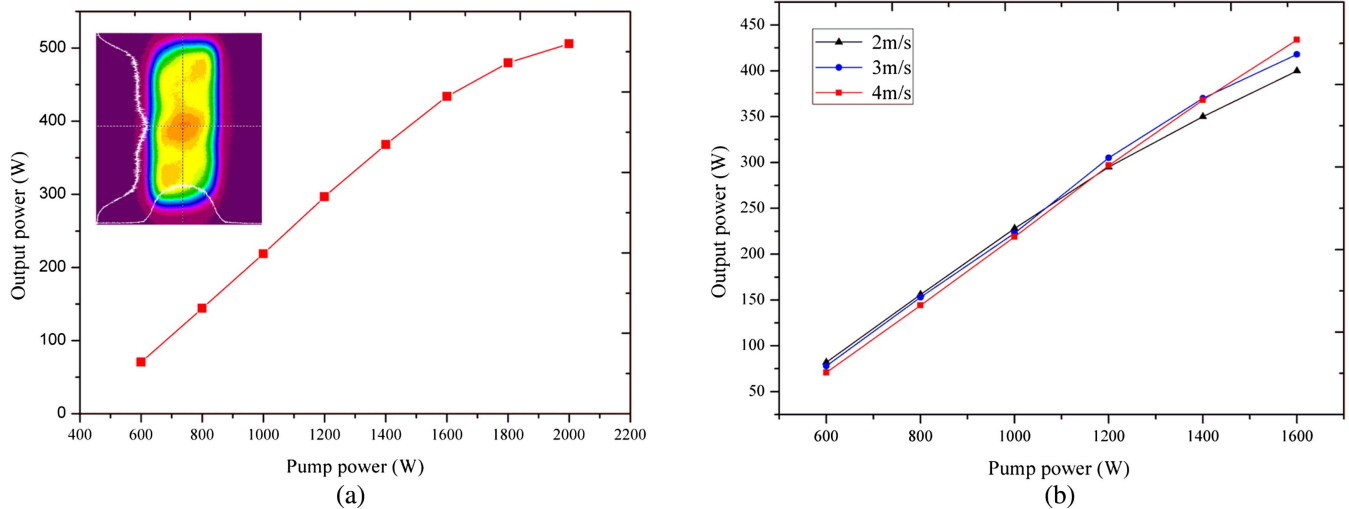 500
400
300
200
100
0
400 600 800 1000 1200 1400 1600 1800 2000 2200
Output power (W)
Pump power (W)
(a)
2m/s
3m/s
4m/s
450
400
350
300
250
200
150
100
50
600 800 1000 1200 1400 1600
Output power (W)
Pump power (W)
(b)